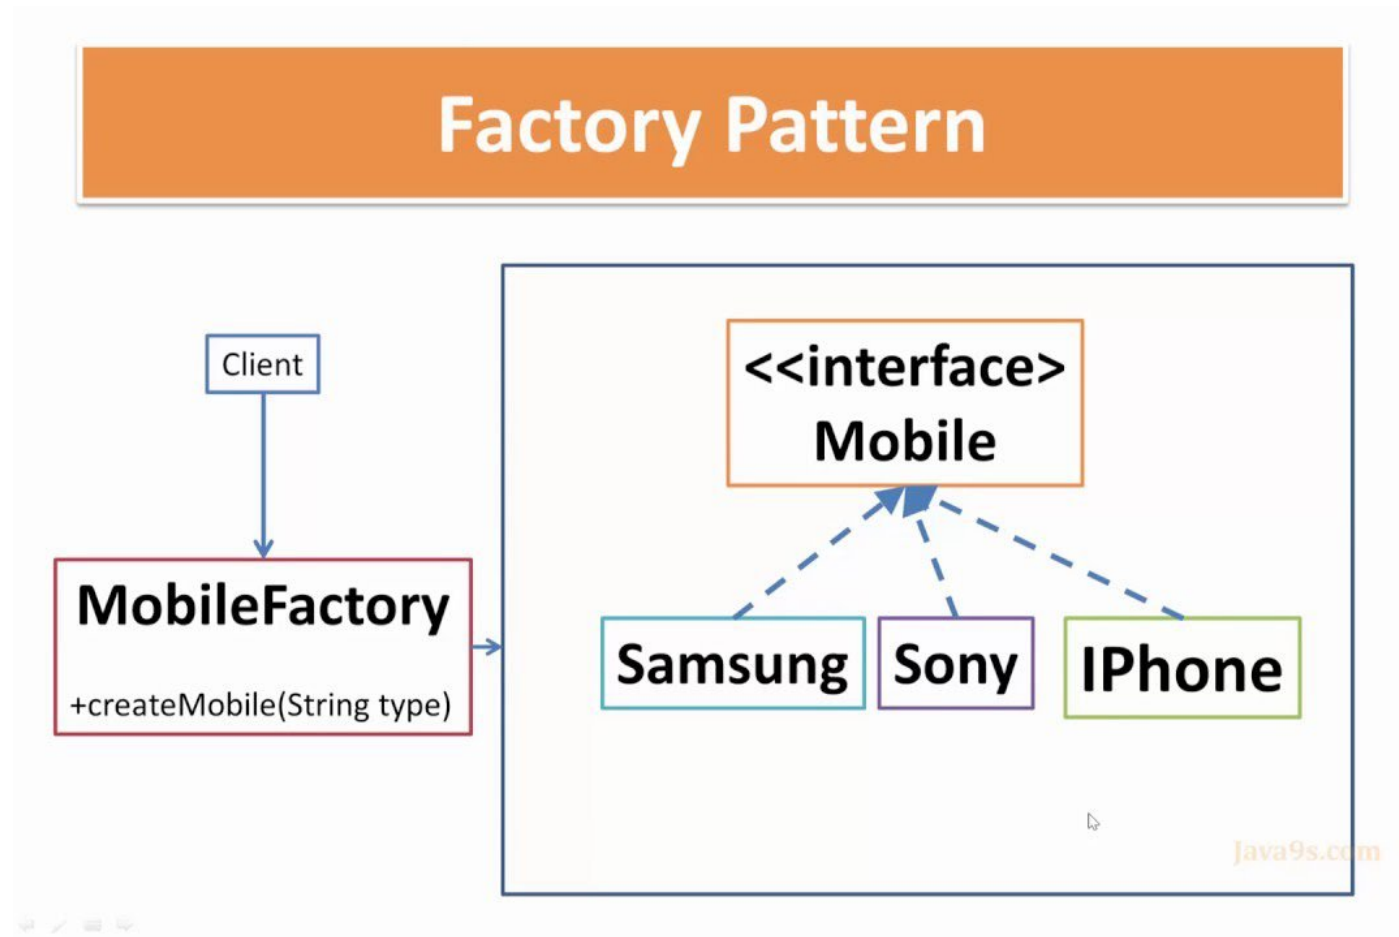 Factory Pattern
Client
<<interface>
Mobile
MobileFactory
+createMobile(String type)
Samsung
Sony
IPhone
Java9s.com